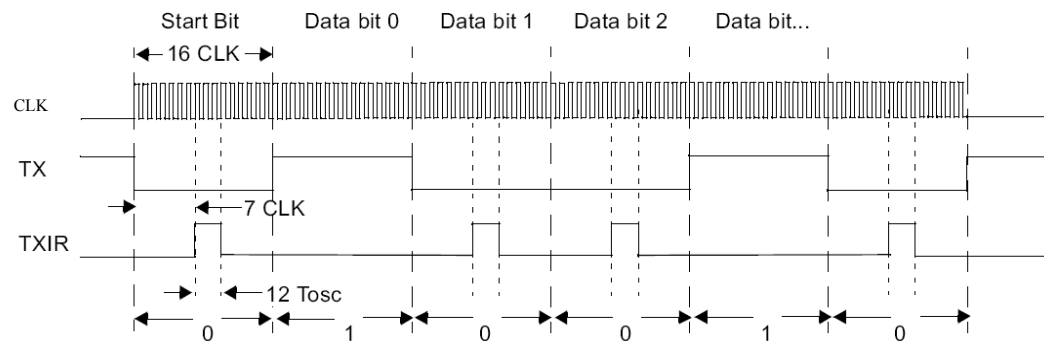 Start Bit Data bit 0 Data bit 1 Data bit 2 Data bit...
16 CLK
CLK
TX
7 CLK
TXIR
12 Tosc
0 1 0 0 1 0